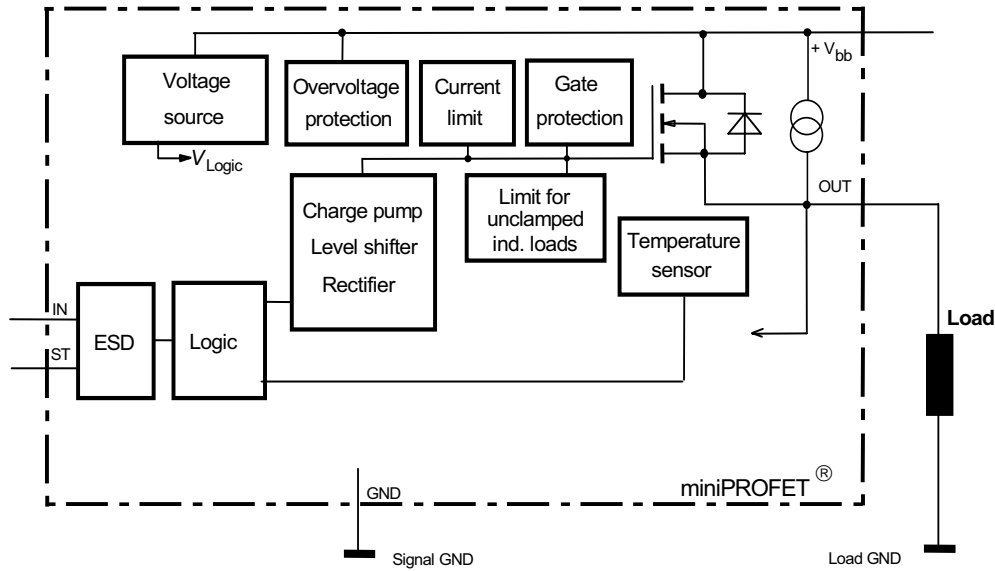 + V_bb
Voltage
source
Overvoltage
protection
Current
limit
Gate
protection
V_Logic
OUT
Charge pump
Level shifter
Rectifier
Limit for
unclamped
ind. loads
Temperature
sensor
IN
ST
ESD
Logic
Load
GND
miniPROFET ®
Signal GND
Load GND